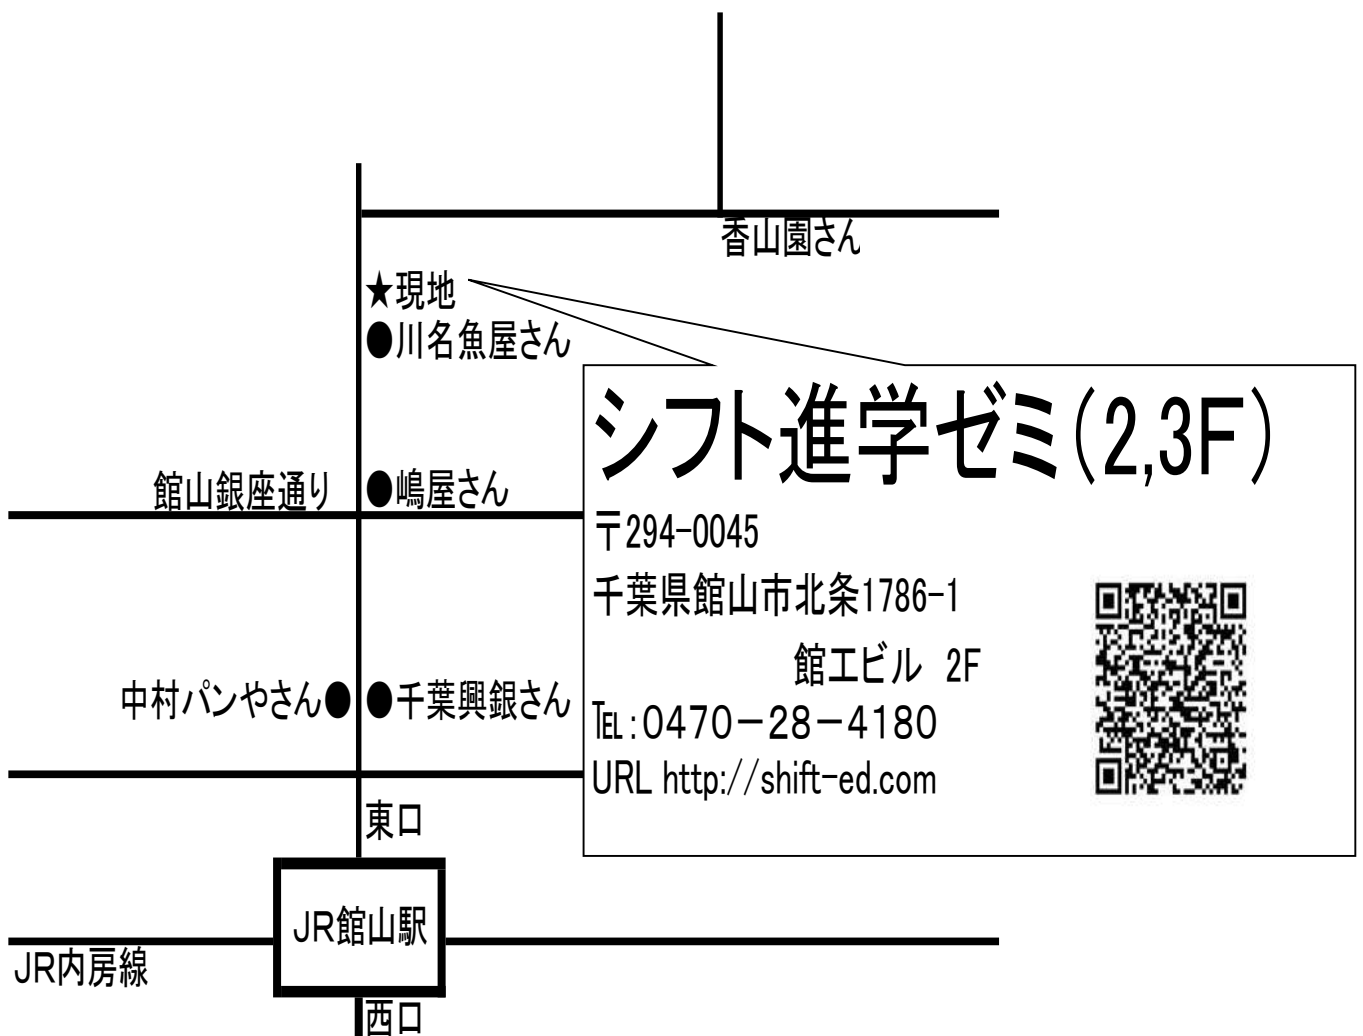 香山園さん
★現地
●川名魚屋さん
シフト進学ゼミ(2,3F)
館山銀座通り
●嶋屋さん
〒294-0045
千葉県館山市北条1786-1
館エビル 2F
中村パンやさん●
●千葉興銀さん
℡:0470-28-4180
URL http://shift-ed.com
東口
JR館山駅
JR内房線
西口